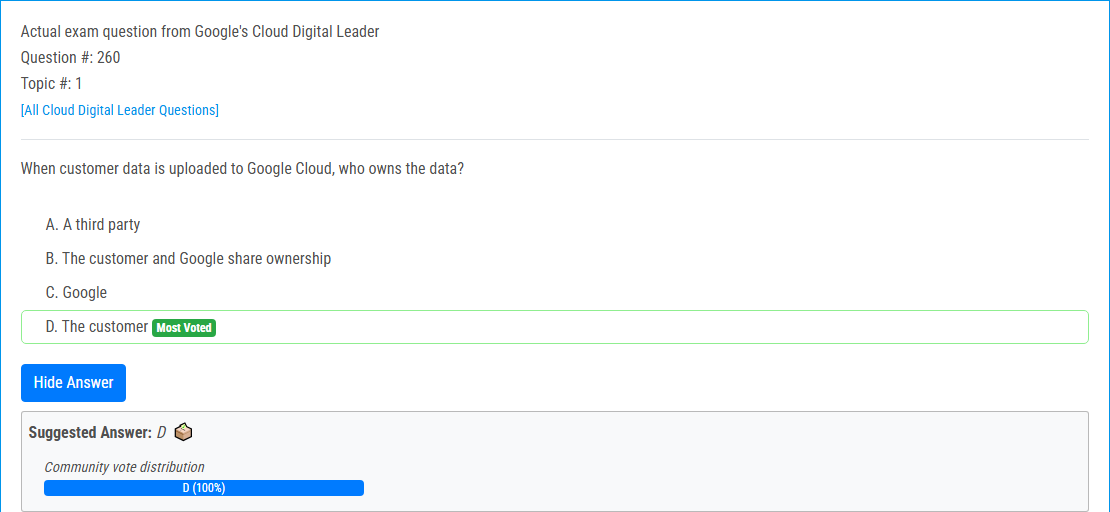 Actual exam question from Google's Cloud Digital Leader
Question #: 260
Topic #: 1
[All Cloud Digital Leader Questions]
When customer data is uploaded to Google Cloud, who owns the data?
A. A third party
B. The customer and Google share ownership
C. Google
D. The customer Most Voted
Hide Answer
Suggested Answer: D
Community vote distribution
D (100%)